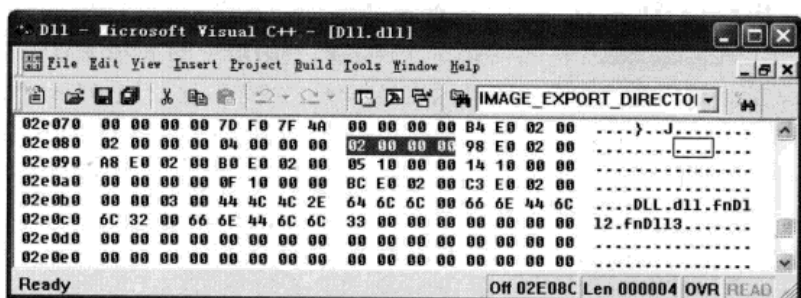 Dll - Microsoft Visual C++ - [Dll.dll]
File Edit View Insert Project Build Tools Window Help
IMAGE_EXPORT_DIRECTOI
02e070 00 00 00 00 7D F0 7F 4A 00 00 00 00 B4 E0 02 00 ....}..J........
02e080 02 00 00 00 04 00 00 00 02 00 00 00 98 E0 02 00 ................
02e090 A8 E0 02 00 B0 E0 02 00 05 10 00 00 14 10 00 00 ................
02e0a0 00 00 00 00 0F 10 00 00 BC E0 02 00 C3 E0 02 00 ................
02e0b0 00 00 03 00 44 4C 4C 2E 64 6C 6C 00 66 6E 44 6C ....DLL.dll.fnDl
02e0c0 6C 32 00 66 6E 44 6C 6C 33 00 00 00 00 00 00 00 l2.fnDll3.......
02e0d0 00 00 00 00 00 00 00 00 00 00 00 00 00 00 00 00 ................
02e0e0 00 00 00 00 00 00 00 00 00 00 00 00 00 00 00 00 ................
Ready Off 02E08C Len 000004 OVR READ